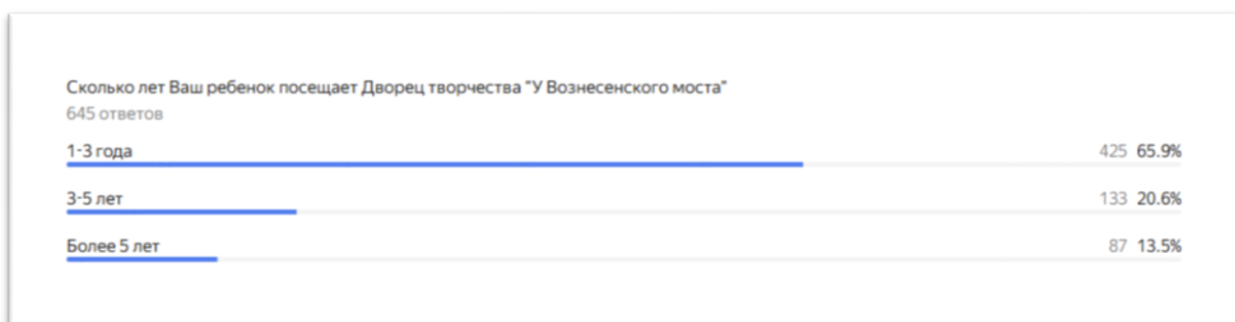 Сколько лет Ваш ребенок посещает Дворец творчества "У Вознесенского моста"
645 ответов
1-3 года 425 65.9%
3-5 лет 133 20.6%
Более 5 лет 87 13.5%